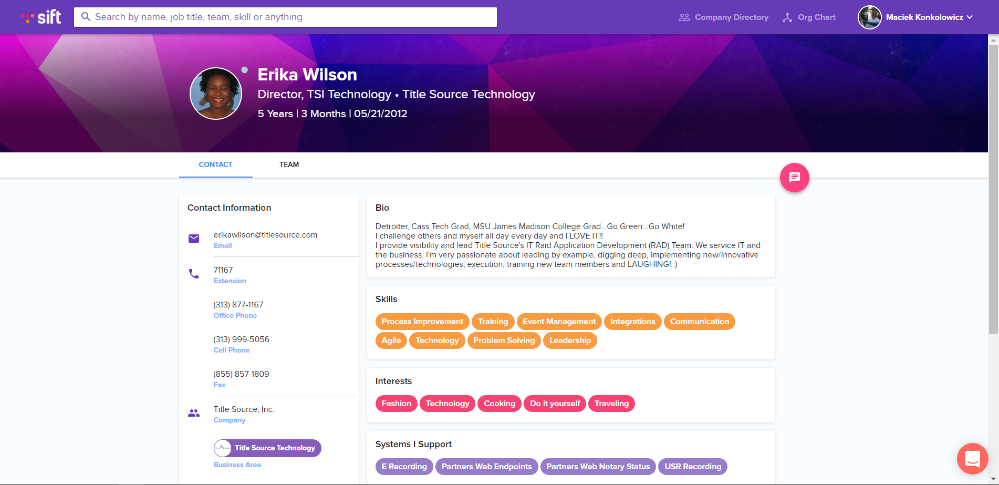 sift
Search by name, job title, team, skill or anything
Company Directory
Org Chart
Maciek Konkolowicz
Erika Wilson
Director, TSI Technology • Title Source Technology
5 Years | 3 Months | 05/21/2012
CONTACT
TEAM
Contact Information
erikawilson@titlesource.com
Email
71167
Extension
(313) 877-1167
Office Phone
(313) 999-5056
Cell Phone
(855) 857-1809
Fax
Title Source, Inc.
Company
Title Source Technology
Business Area
Bio
Detroiter, Cass Tech Grad, MSU James Madison College Grad...Go Green...Go White!
I challenge others and myself all day every day and I LOVE IT!!
I provide visibility and lead Title Source's IT Raid Application Development (RAD) Team. We service IT and
the business. I'm very passionate about leading by example, digging deep, implementing new/innovative
processes/technologies, execution, training new team members and LAUGHING! :)
Skills
Process Improvement Training Event Management Integrations Communication
Agile Technology Problem Solving Leadership
Interests
Fashion Technology Cooking Do it yourself Traveling
Systems I Support
E Recording Partners Web Endpoints Partners Web Notary Status USR Recording